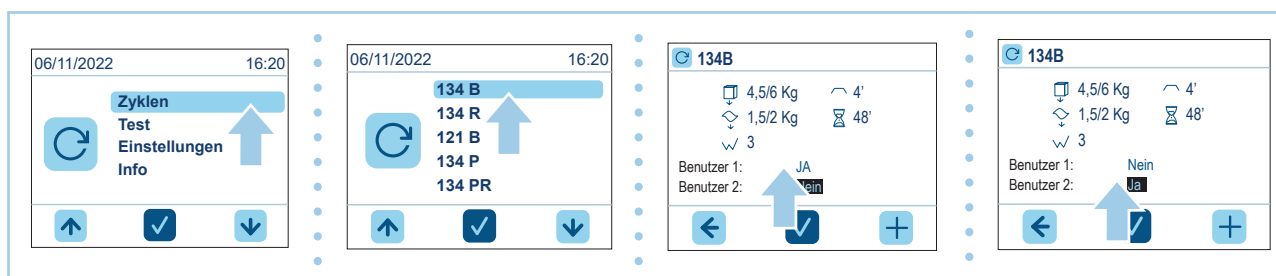 06/11/2022 16:20
Zyklen
Test
Einstellungen
Info
06/11/2022 16:20
134 B
134 R
121 B
134 P
134 PR
134B
4,5/6 Kg 4'
1,5/2 Kg 48'
3
Benutzer 1: JA
Benutzer 2: Nein
134B
4,5/6 Kg 4'
1,5/2 Kg 48'
3
Benutzer 1: Nein
Benutzer 2: Ja